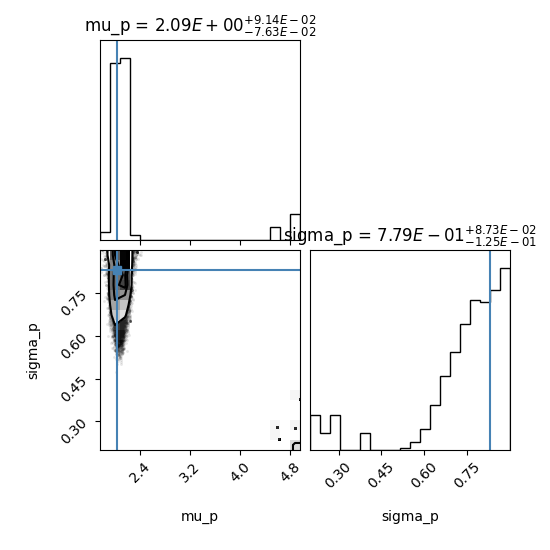 mu_p = 2.09E + 00+9.14E−02 −7.63E−02
sigma_p = 7.79E − 01+8.73E−02 −1.25E−01
sigma_p
0.75
0.60
0.45
0.30
2.4 3.2 4.0 4.8
0.30 0.45 0.60 0.75
mu_p
sigma_p